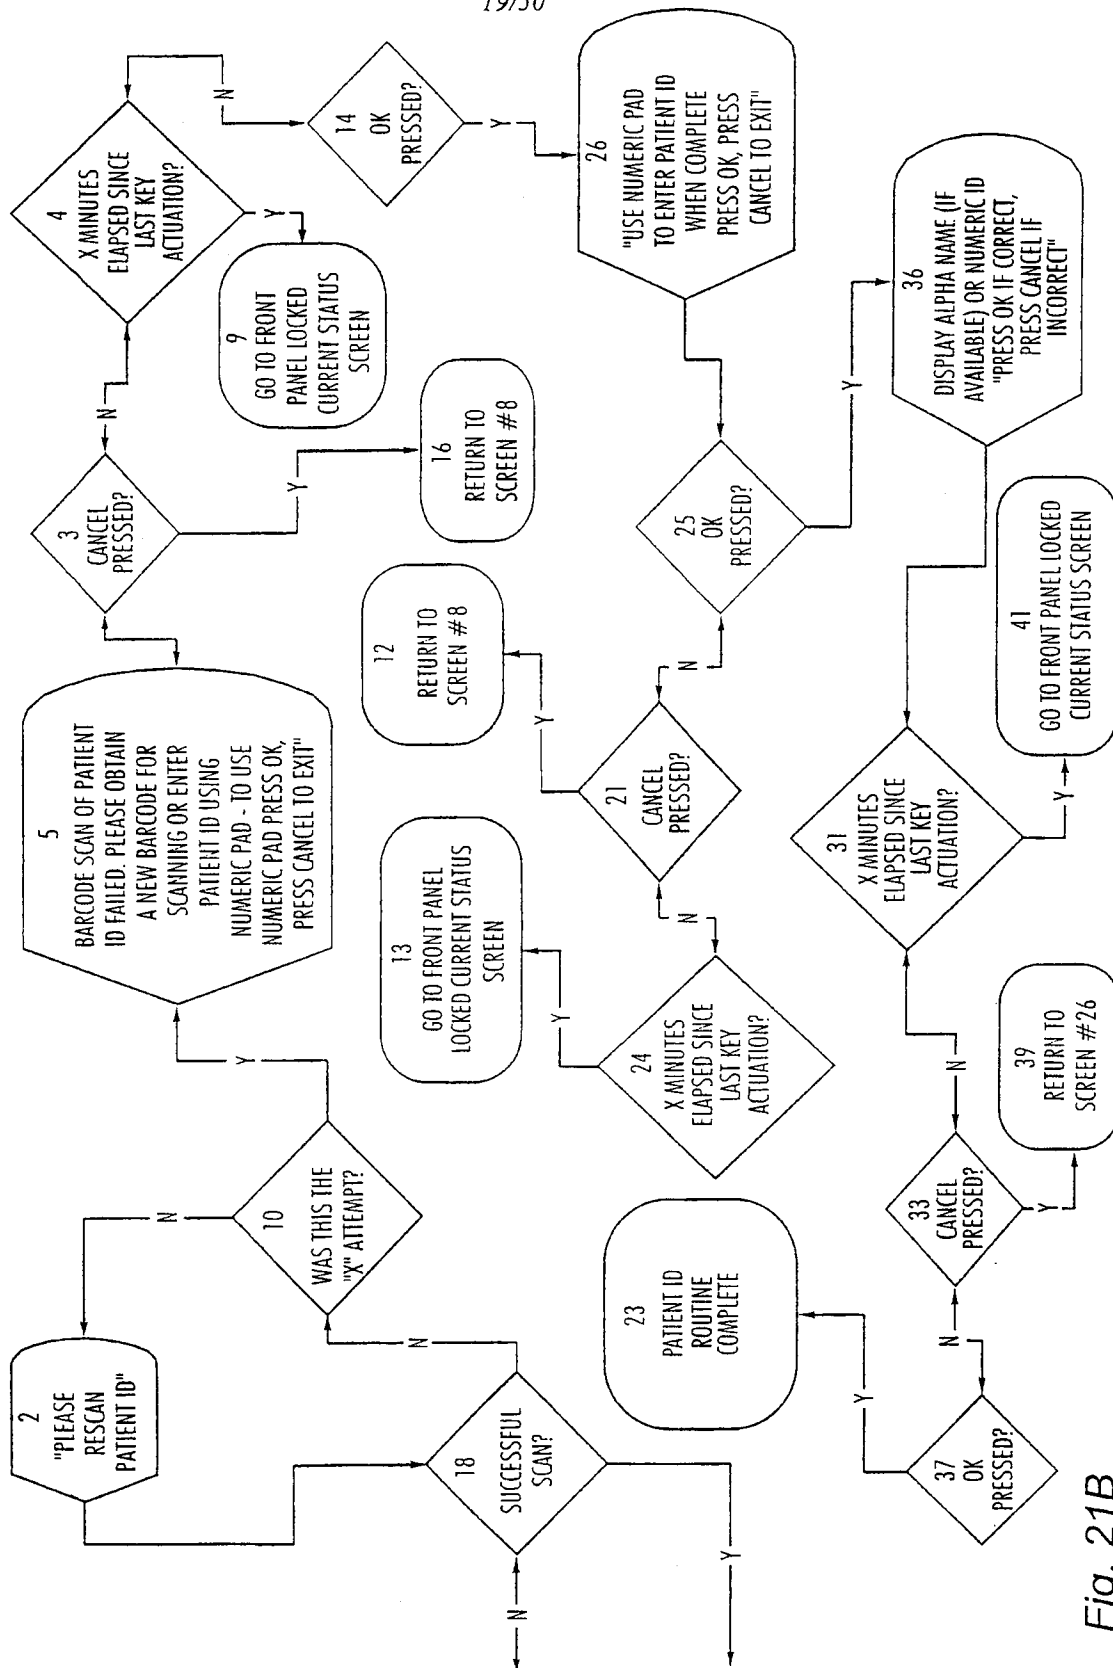 19/50
2
"PLEASE
RESCAN
PATIENT ID"
N
10
WAS THIS THE
"X" ATTEMPT?
Y
N
18
SUCCESSFUL
SCAN?
N
Y
5
BARCODE SCAN OF PATIENT
ID FAILED. PLEASE OBTAIN
A NEW BARCODE FOR
SCANNING OR ENTER
PATIENT ID USING
NUMERIC PAD - TO USE
NUMERIC PAD PRESS OK,
PRESS CANCEL TO EXIT"
3
CANCEL
PRESSED?
N
Y
4
X MINUTES
ELAPSED SINCE
LAST KEY
ACTUATION?
Y
N
9
GO TO FRONT
PANEL LOCKED
CURRENT STATUS
SCREEN
16
RETURN TO
SCREEN #8
14
OK
PRESSED?
Y
26
"USE NUMERIC PAD
TO ENTER PATIENT ID
WHEN COMPLETE
PRESS OK, PRESS
CANCEL TO EXIT"
25
OK
PRESSED?
N
Y
12
RETURN TO
SCREEN #8
Y
21
CANCEL
PRESSED?
N
13
GO TO FRONT PANEL
LOCKED CURRENT STATUS
SCREEN
Y
24
X MINUTES
ELAPSED SINCE
LAST KEY
ACTUATION?
36
DISPLAY ALPHA NAME (IF
AVAILABLE) OR NUMERIC ID
"PRESS OK IF CORRECT,
PRESS CANCEL IF
INCORRECT"
31
X MINUTES
ELAPSED SINCE
LAST KEY
ACTUATION?
Y
N
41
GO TO FRONT PANEL LOCKED
CURRENT STATUS SCREEN
33
CANCEL
PRESSED?
Y
N
39
RETURN TO
SCREEN #26
37
OK
PRESSED?
Y
23
PATIENT ID
ROUTINE
COMPLETE
Fig. 21B